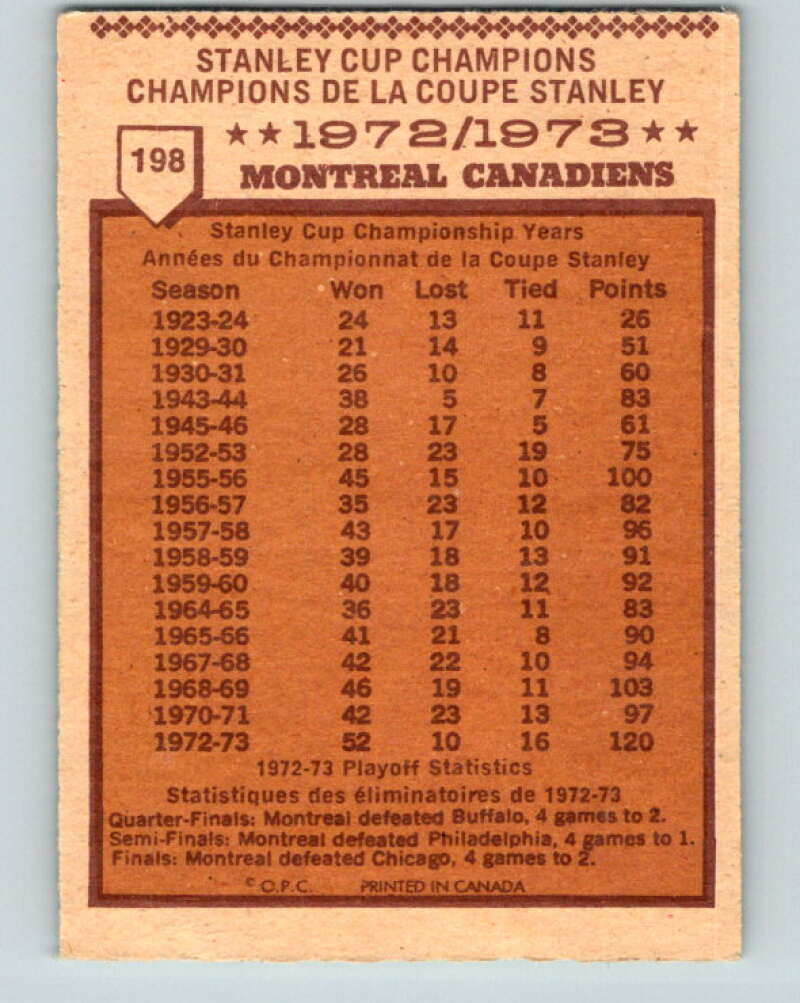 STANLEY CUP CHAMPIONS
CHAMPIONS DE LA COUPE STANLEY
★★1972/1973★★
198
MONTREAL CANADIENS
Stanley Cup Championship Years
Années du Championnat de la Coupe Stanley
Season Won Lost Tied Points
1923-24 24 13 11 26
1929-30 21 14 9 51
1930-31 26 10 8 60
1943-44 38 5 7 83
1945-46 28 17 5 61
1952-53 28 23 19 75
1955-56 45 15 10 100
1956-57 35 23 12 82
1957-58 43 17 10 96
1958-59 39 18 13 91
1959-60 40 18 12 92
1964-65 36 23 11 83
1965-66 41 21 8 90
1967-68 42 22 10 94
1968-69 46 19 11 103
1970-71 42 23 13 97
1972-73 52 10 16 120
1972-73 Playoff Statistics
Statistiques des éliminatoires de 1972-73
Quarter-Finals: Montreal defeated Buffalo, 4 games to 2.
Semi-Finals: Montreal defeated Philadelphia, 4 games to 1.
Finals: Montreal defeated Chicago, 4 games to 2.
© O.P.C. PRINTED IN CANADA